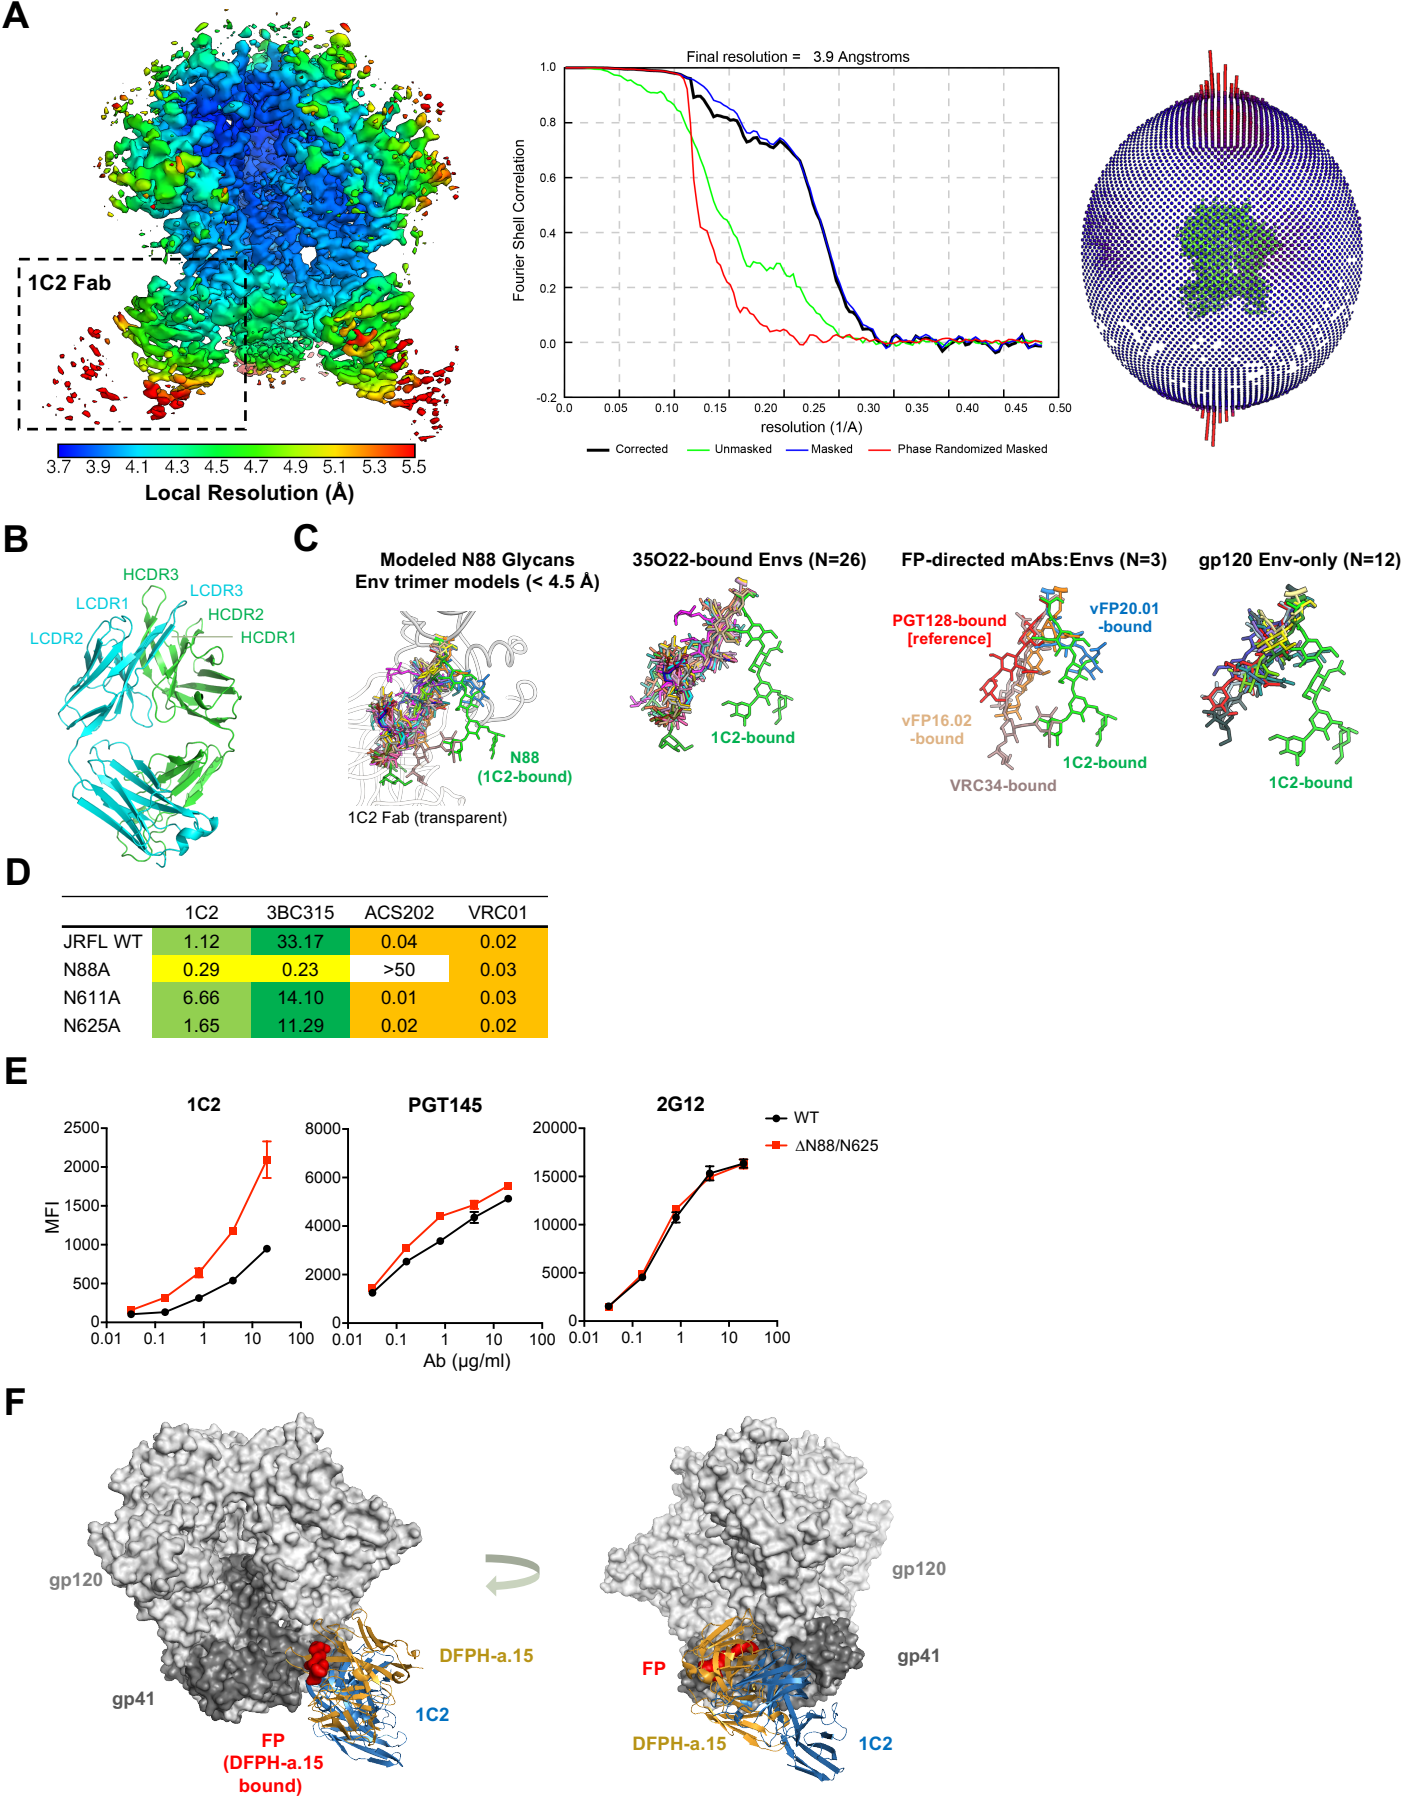 A
1C2 Fab
3.7 3.9 4.1 4.3 4.5 4.7 4.9 5.1 5.3 5.5
Local Resolution (Å)
Final resolution = 3.9 Angstroms
Fourier Shell Correlation
1.0
0.8
0.6
0.4
0.2
0.0
-0.2
0.0 0.05 0.10 0.15 0.20 0.25 0.30 0.35 0.40 0.45 0.50
resolution (1/A)
Corrected Unmasked Masked Phase Randomized Masked
B
HCDR3
LCDR3
LCDR1
HCDR2
LCDR2
HCDR1
C
Modeled N88 Glycans
Env trimer models (< 4.5 Å)
N88
(1C2-bound)
1C2 Fab (transparent)
35O22-bound Envs (N=26)
1C2-bound
FP-directed mAbs:Envs (N=3)
PGT128-bound
[reference]
vFP20.01
-bound
vFP16.02
-bound
1C2-bound
VRC34-bound
gp120 Env-only (N=12)
1C2-bound
D
1C2 3BC315 ACS202 VRC01
JRFL WT 1.12 33.17 0.04 0.02
N88A 0.29 0.23 >50 0.03
N611A 6.66 14.10 0.01 0.03
N625A 1.65 11.29 0.02 0.02
E
1C2
MFI
2500
2000
1500
1000
500
0
0.01 0.1 1 10 100
PGT145
8000
6000
4000
2000
0
0.01 0.1 1 10 100
Ab (µg/ml)
2G12
20000
15000
10000
5000
0
0.01 0.1 1 10 100
WT
ΔN88/N625
F
gp120
gp41
FP
(DFPH-a.15
bound)
DFPH-a.15
1C2
gp120
FP
gp41
DFPH-a.15
1C2